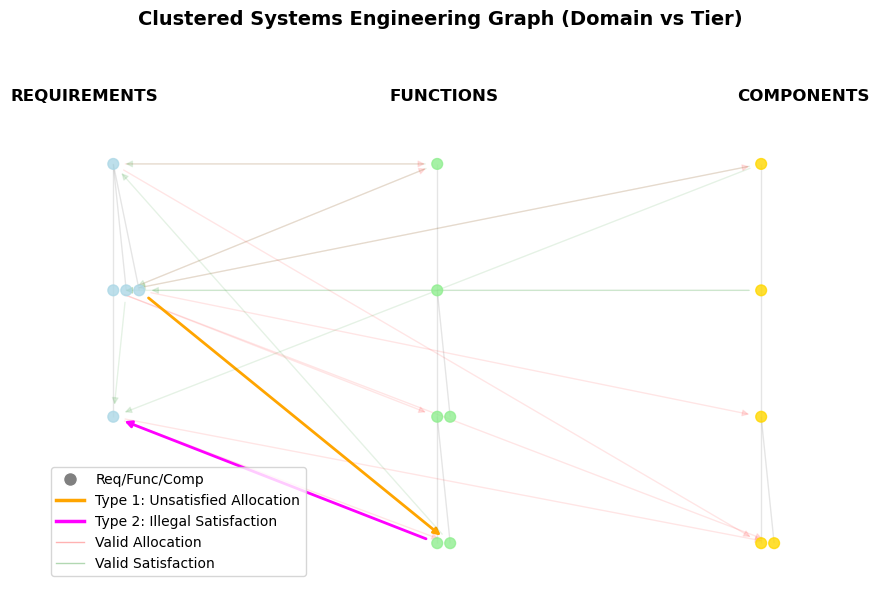 Clustered Systems Engineering Graph (Domain vs Tier)
REQUIREMENTS
FUNCTIONS
COMPONENTS
Req/Func/Comp
Type 1: Unsatisfied Allocation
Type 2: Illegal Satisfaction
Valid Allocation
Valid Satisfaction